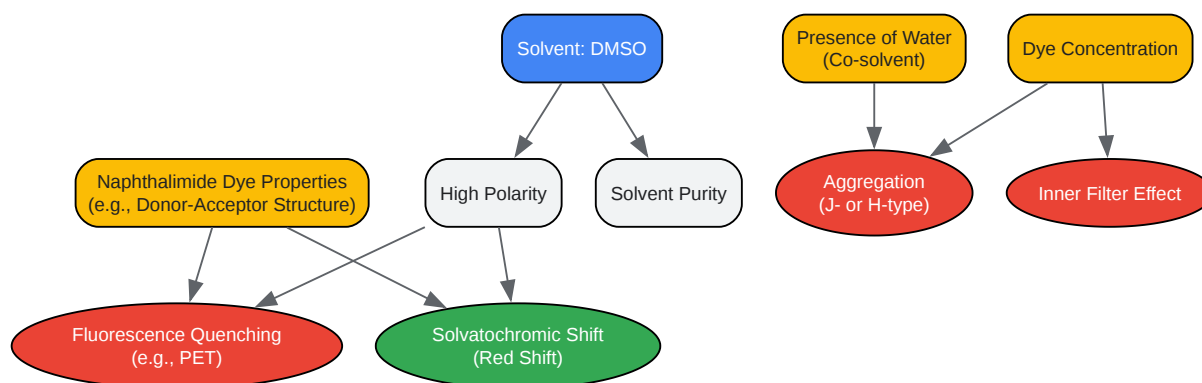 Solvent: DMSO
Presence of Water
(Co-solvent)
Dye Concentration
Naphthalimide Dye Properties
(e.g., Donor-Acceptor Structure)
High Polarity
Solvent Purity
Aggregation
(J- or H-type)
Inner Filter Effect
Fluorescence Quenching
(e.g., PET)
Solvatochromic Shift
(Red Shift)